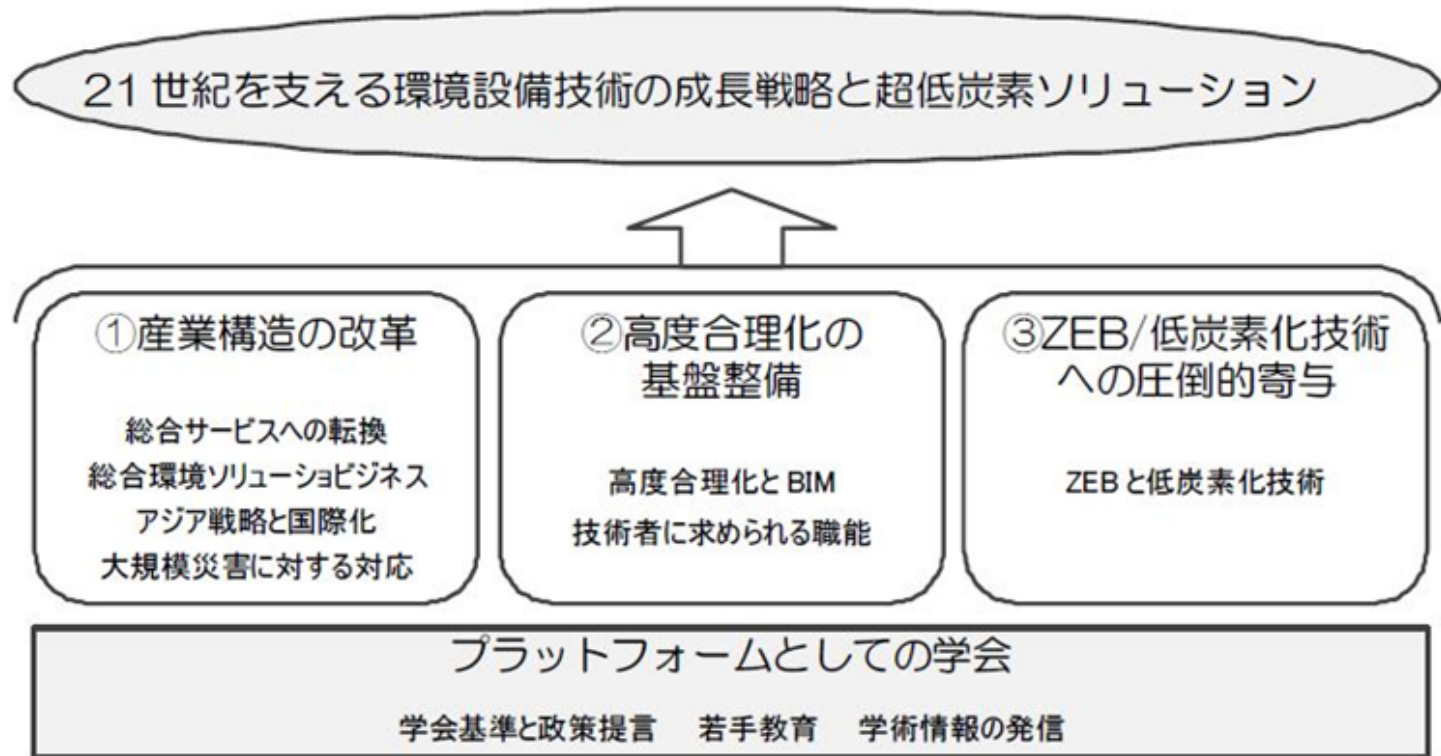 21世紀を支える環境設備技術の成長戦略と超低炭素ソリューション
①産業構造の改革
総合サービスへの転換
総合環境ソリューショビジネス
アジア戦略と国際化
大規模災害に対する対応
②高度合理化の
基盤整備
高度合理化とBIM
技術者に求められる職能
③ZEB/低炭素化技術
への圧倒的寄与
ZEBと低炭素化技術
プラットフォームとしての学会
学会基準と政策提言 若手教育 学術情報の発信